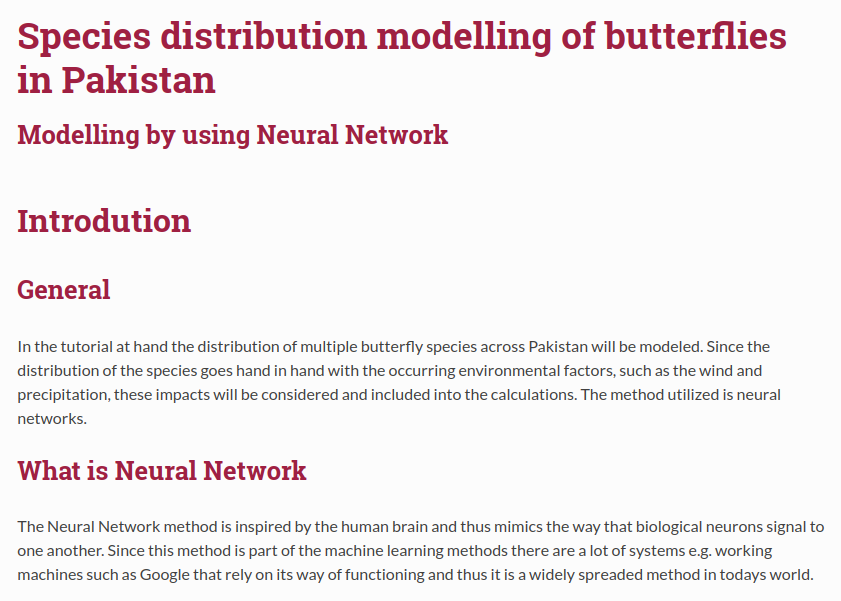 Species distribution modelling of butterflies
in Pakistan
Modelling by using Neural Network
Introdution
General
In the tutorial at hand the distribution of multiple butterfly species across Pakistan will be modeled. Since the
distribution of the species goes hand in hand with the occurring environmental factors, such as the wind and
precipitation, these impacts will be considered and included into the calculations. The method utilized is neural
networks.
What is Neural Network
The Neural Network method is inspired by the human brain and thus mimics the way that biological neurons signal to
one another. Since this method is part of the machine learning methods there are a lot of systems e.g. working
machines such as Google that rely on its way of functioning and thus it is a widely spreaded method in todays world.